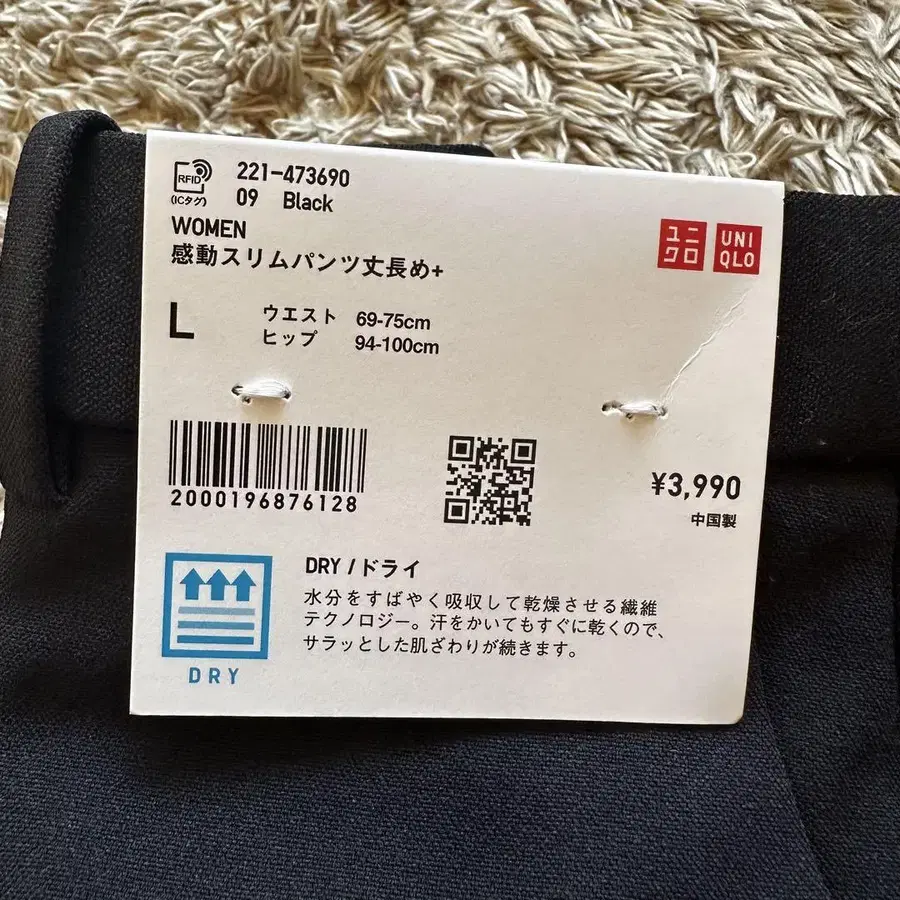 RFID
(ICタグ)
221-473690
09 Black
WOMEN
感動スリムパンツ丈長め+
ユニ
クロ
UNI
QLO
L
ウエスト 69-75cm
ヒップ 94-100cm
2000196876128
¥3,990
中国製
DRY
DRY / ドライ
水分をすばやく吸収して乾燥させる繊維
テクノロジー。汗をかいてもすぐに乾くので、
サラッとした肌ざわりが続きます。